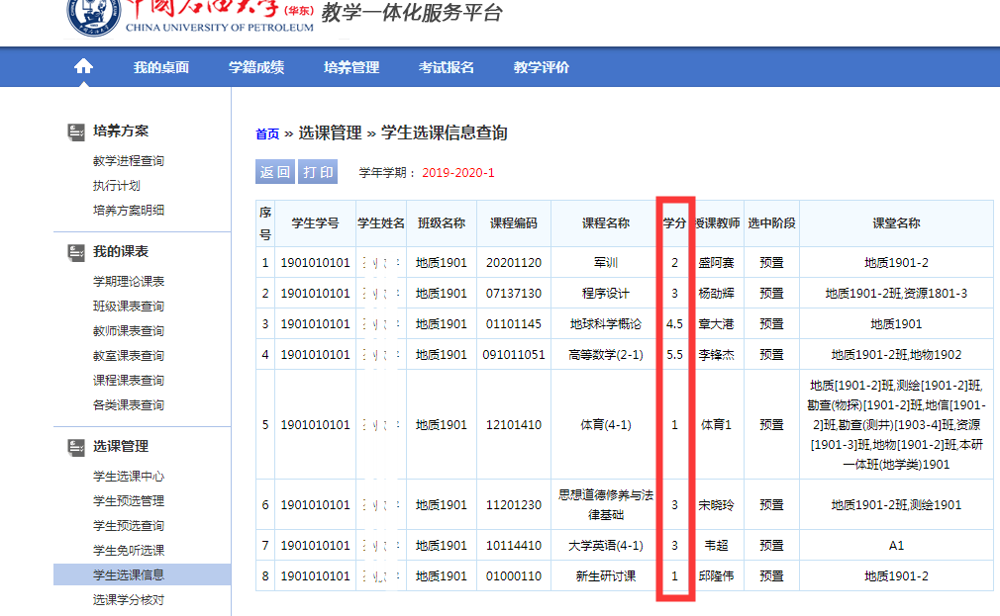 中国石油大学(华东) 教学一体化服务平台
CHINA UNIVERSITY OF PETROLEUM
我的桌面 学籍成绩 培养管理 考试报名 教学评价
培养方案
教学进程查询
执行计划
培养方案明细
我的课表
学期理论课表
班级课表查询
教师课表查询
教室课表查询
课程课表查询
各类课表查询
选课管理
学生选课中心
学生预选管理
学生预选查询
学生免听选课
学生选课信息
选课学分核对
首页 » 选课管理 » 学生选课信息查询
返回 打印 学年学期： 2019-2020-1
序号 学生学号 学生姓名 班级名称 课程编码 课程名称 学分 授课教师 选中阶段 课堂名称
1 1901010101 地质1901 20201120 军训 2 盛阿赛 预置 地质1901-2
2 1901010101 地质1901 07137130 程序设计 3 杨劭辉 预置 地质1901-2班,资源1801-3
3 1901010101 地质1901 01101145 地球科学概论 4.5 章大港 预置 地质1901
4 1901010101 地质1901 091011051 高等数学(2-1) 5.5 李锋杰 预置 地质1901-2班,地物1902
5 1901010101 地质1901 12101410 体育(4-1) 1 体育1 预置 地质[1901-2]班,测绘[1901-2]班,
勘查(物探)[1901-2]班,地信[1901-
2]班,勘查(测井)[1903-4]班,资源
[1901-3]班,地物[1901-2]班,本研
一体班(地学类)1901
6 1901010101 地质1901 11201230 思想道德修养与法
律基础 3 宋晓玲 预置 地质1901-2班,测绘1901
7 1901010101 地质1901 10114410 大学英语(4-1) 3 韦超 预置 A1
8 1901010101 地质1901 01000110 新生研讨课 1 邱隆伟 预置 地质1901-2